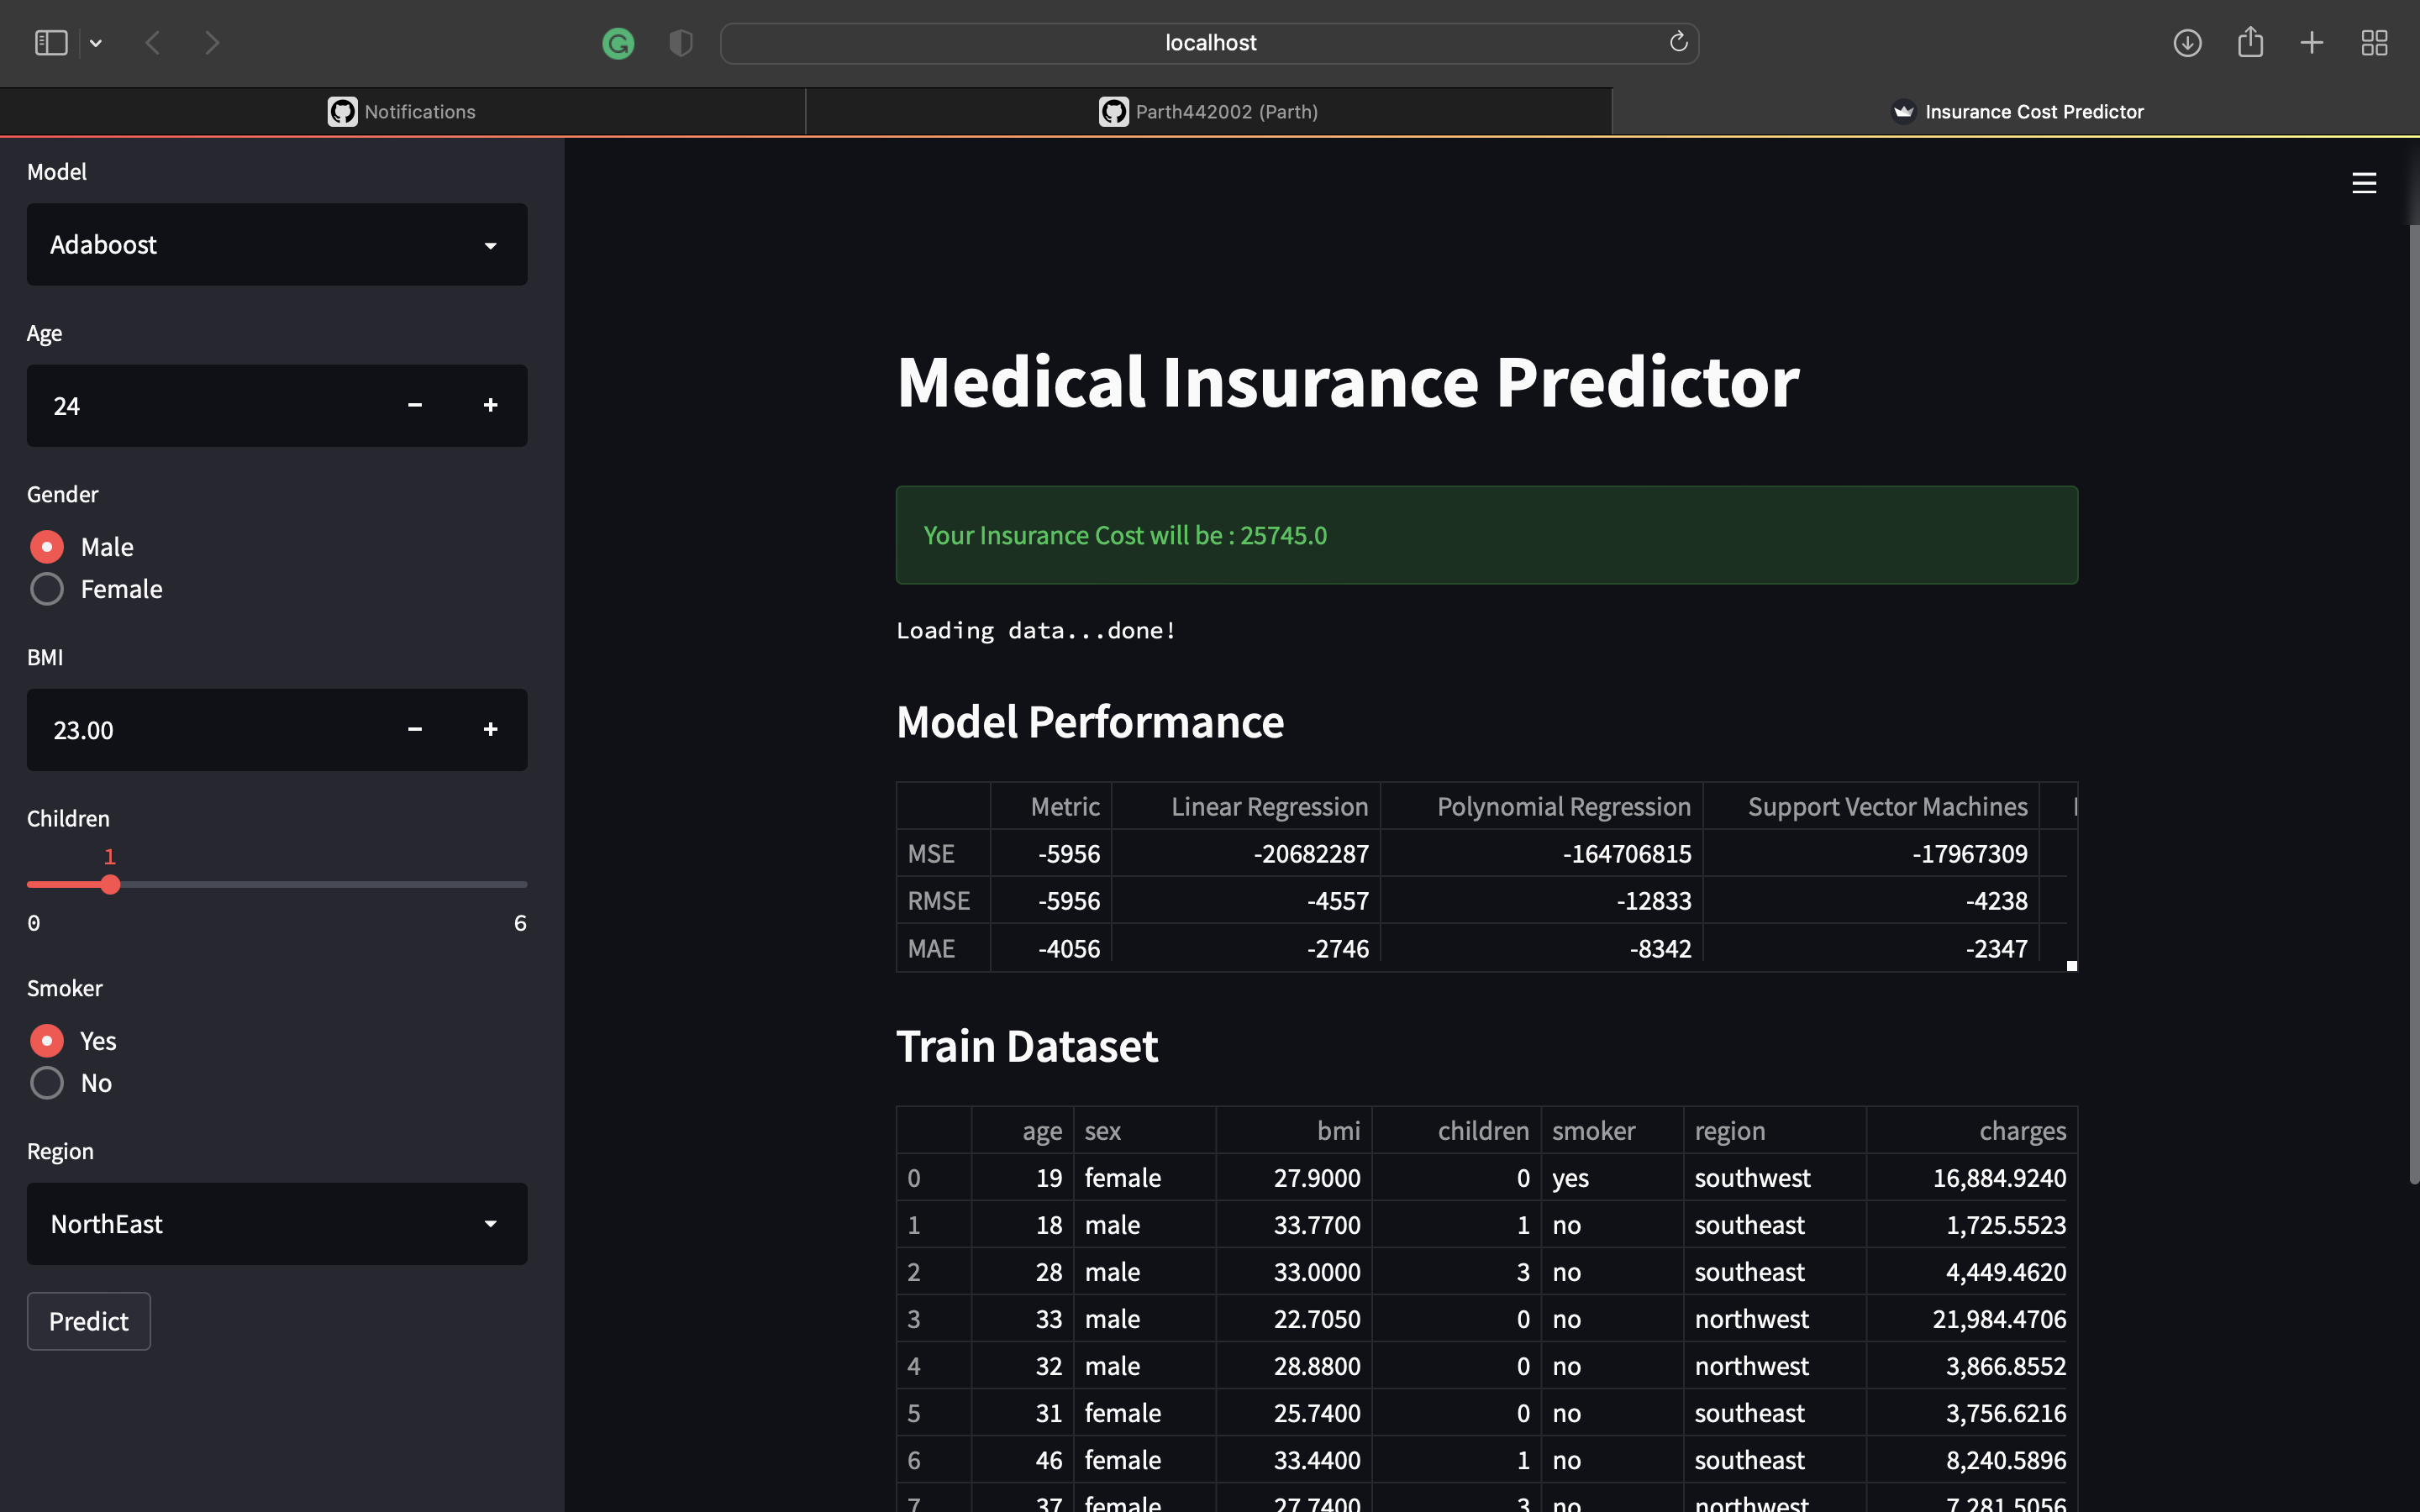 localhost
Notifications
Parth442002 (Parth)
Insurance Cost Predictor
Model
Adaboost
Age
24
Gender
Male
Female
BMI
23.00
Children
1
0 6
Smoker
Yes
No
Region
NorthEast
Predict
Medical Insurance Predictor
Your Insurance Cost will be : 25745.0
Loading data...done!
Model Performance
Metric Linear Regression Polynomial Regression Support Vector Machines
MSE -5956 -20682287 -164706815 -17967309
RMSE -5956 -4557 -12833 -4238
MAE -4056 -2746 -8342 -2347
Train Dataset
age sex bmi children smoker region charges
0 19 female 27.9000 0 yes southwest 16,884.9240
1 18 male 33.7700 1 no southeast 1,725.5523
2 28 male 33.0000 3 no southeast 4,449.4620
3 33 male 22.7050 0 no northwest 21,984.4706
4 32 male 28.8800 0 no northwest 3,866.8552
5 31 female 25.7400 0 no southeast 3,756.6216
6 46 female 33.4400 1 no southeast 8,240.5896
7 37 female 27.7400 3 no northwest 7,281.5056